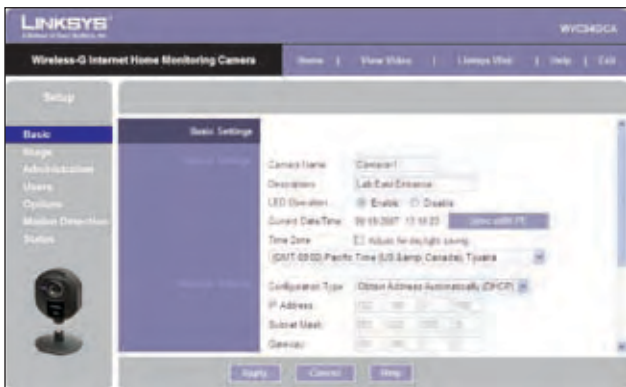 LINKSYS
WVC54GCA
Wireless-G Internet Home Monitoring Camera
Home | View Video | Linksys Web | Help | Exit
Setup
Basic
Image
Administration
Users
Options
Motion Detection
Status
Basic Settings
Camera Name: Camera-1
Description: Lab East Entrance
LED Operation: Enable Disable
Current Date/Time: Sync with PC
Time Zone: Adjust for daylight saving
(GMT-08:00) Pacific Time (US &amp; Canada), Tijuana
Configuration Type: Obtain Address Automatically (DHCP)
IP Address:
Subnet Mask:
Gateway:
Apply Cancel Help